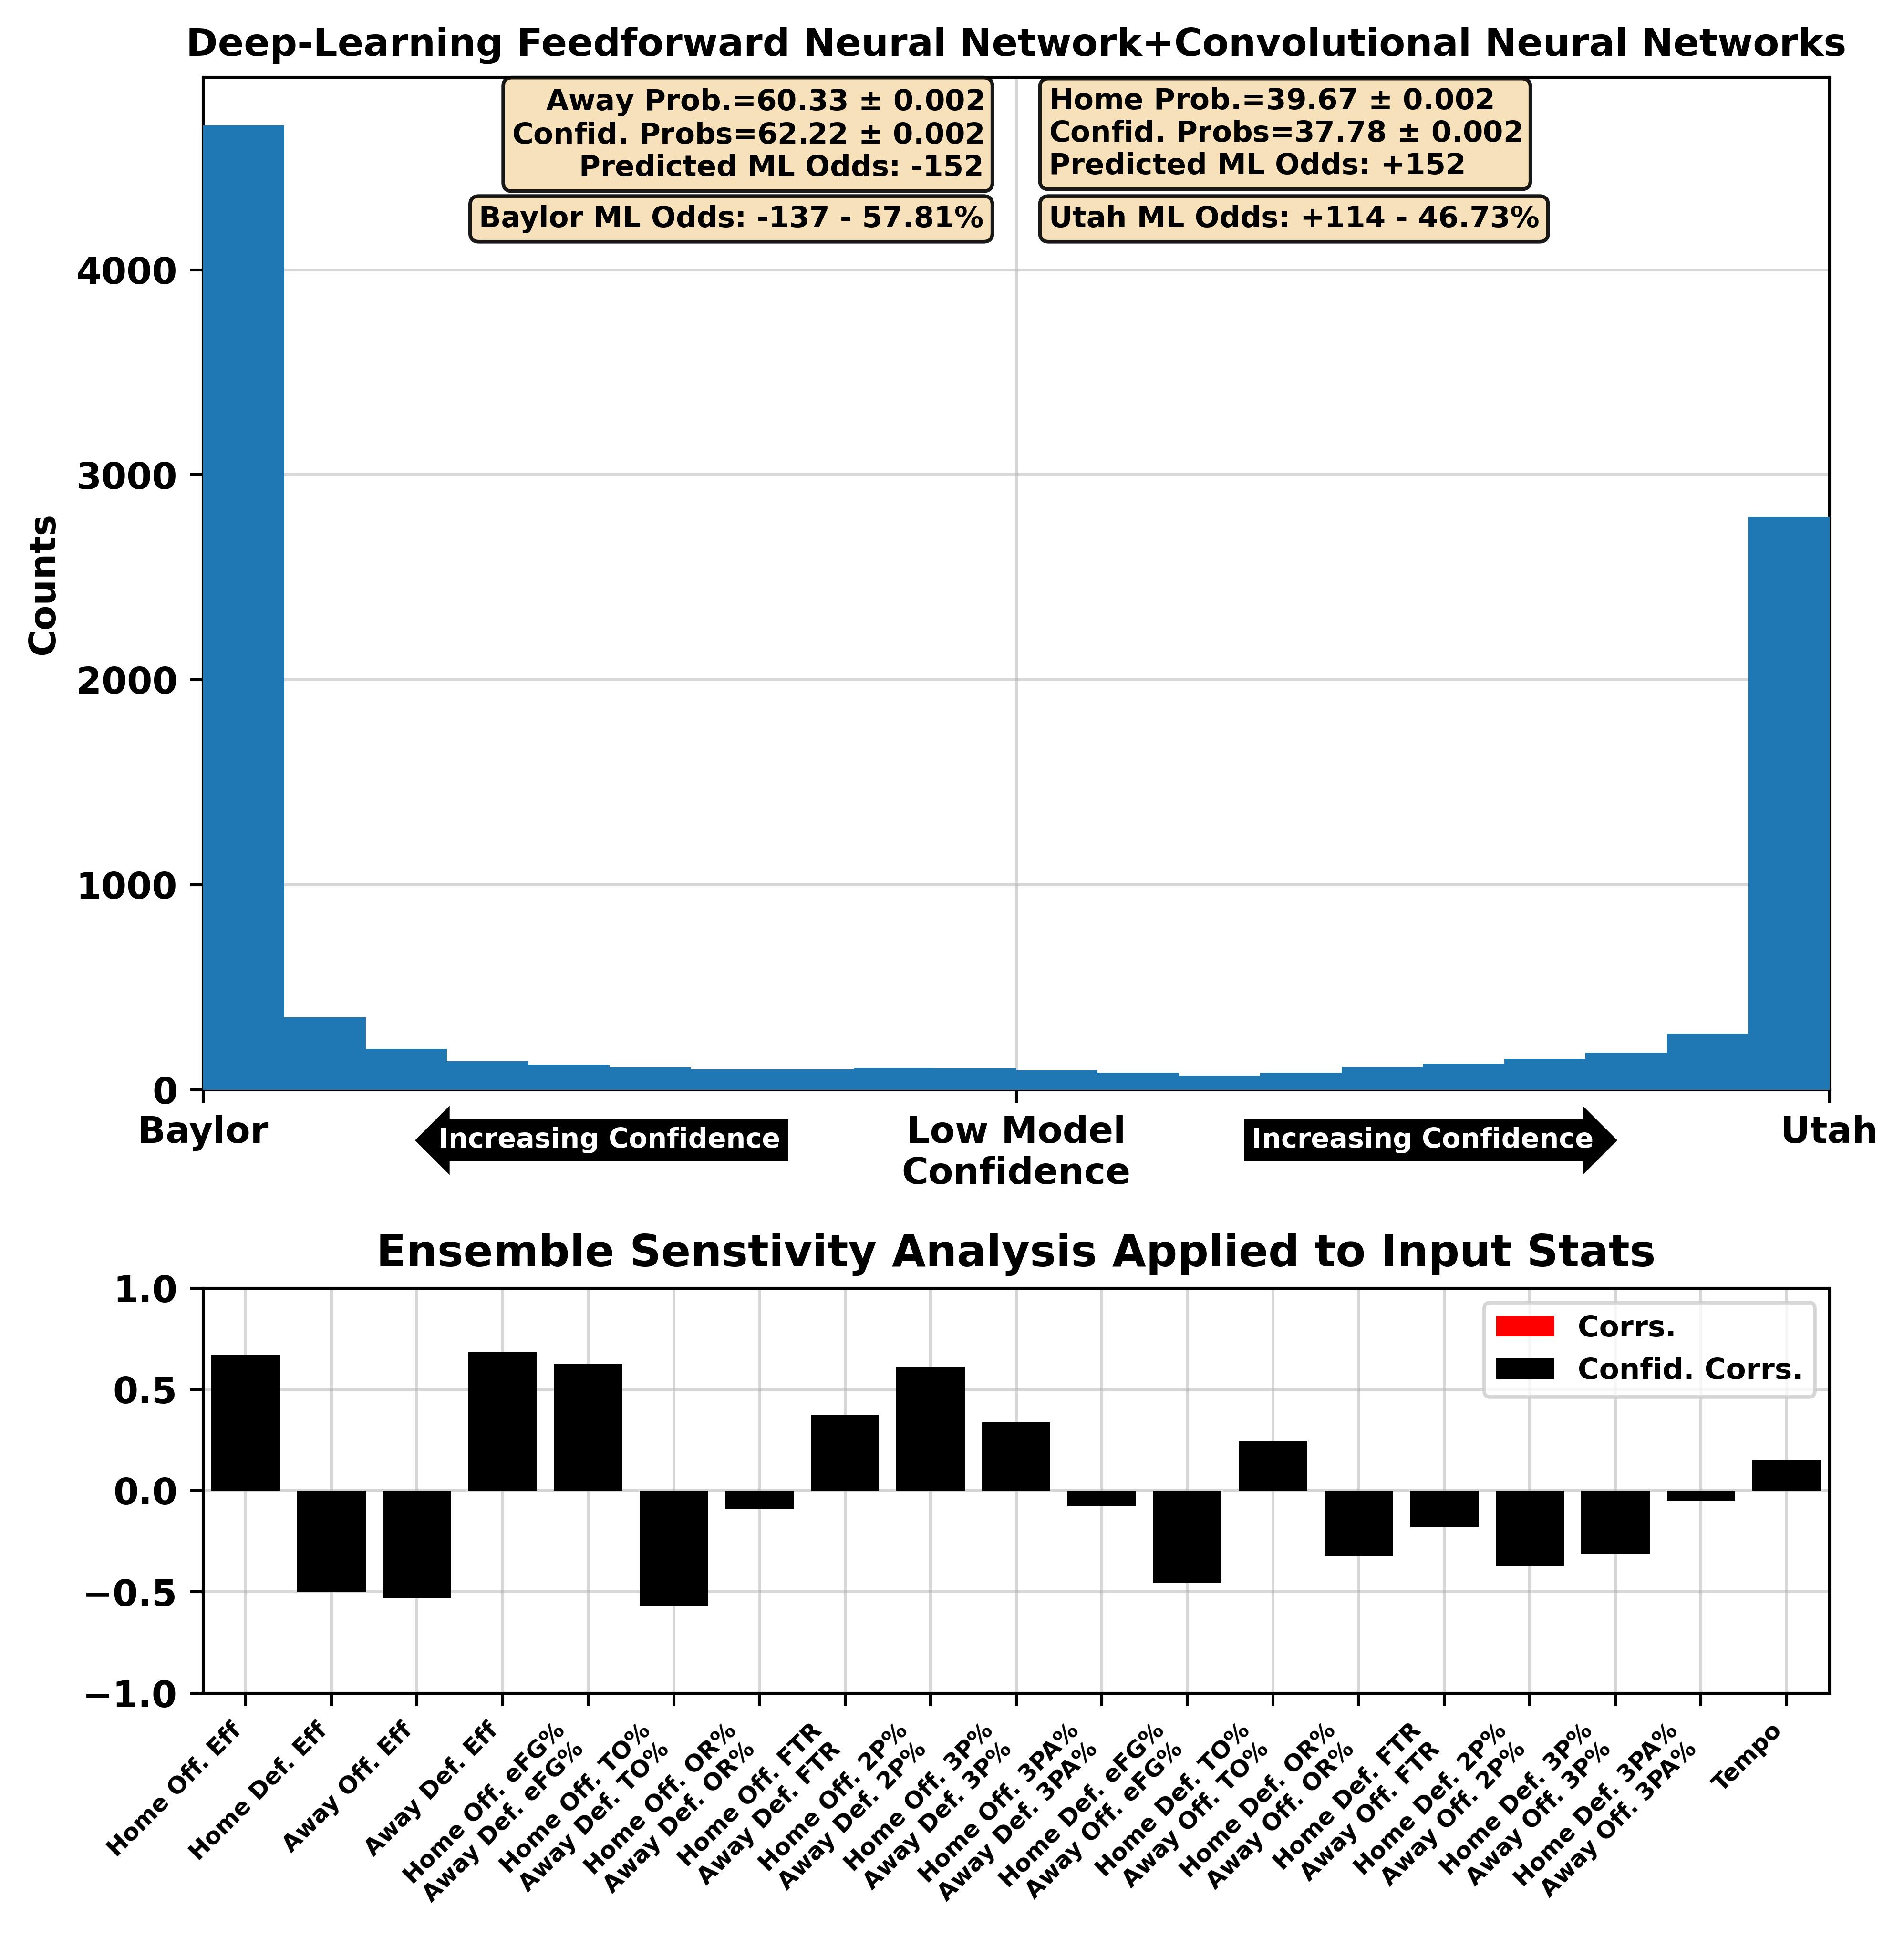 Deep-Learning Feedforward Neural Network+Convolutional Neural Networks
Away Prob.=60.33 ± 0.002
Confid. Probs=62.22 ± 0.002
Predicted ML Odds: -152
Baylor ML Odds: -137 - 57.81%
Home Prob.=39.67 ± 0.002
Confid. Probs=37.78 ± 0.002
Predicted ML Odds: +152
Utah ML Odds: +114 - 46.73%
Counts
4000
3000
2000
1000
0
Baylor
Increasing Confidence
Low Model
Confidence
Increasing Confidence
Utah
Ensemble Senstivity Analysis Applied to Input Stats
1.0
0.5
0.0
−0.5
−1.0
Corrs.
Confid. Corrs.
Home Off. Eff
Home Def. Eff
Away Off. Eff
Away Def. Eff
Home Off. eFG%
Away Def. eFG%
Home Off. TO%
Away Def. TO%
Home Off. OR%
Away Def. OR%
Home Off. FTR
Away Def. FTR
Home Off. 2P%
Away Def. 2P%
Home Off. 3P%
Away Def. 3P%
Home Off. 3PA%
Away Def. 3PA%
Home Def. eFG%
Away Off. eFG%
Home Def. TO%
Away Off. TO%
Home Def. OR%
Away Off. OR%
Home Def. FTR
Away Off. FTR
Home Def. 2P%
Away Off. 2P%
Home Def. 3P%
Away Off. 3P%
Home Def. 3PA%
Away Off. 3PA%
Tempo